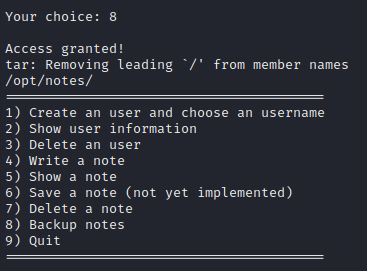 Your choice: 8
Access granted!
tar: Removing leading `/' from member names
/opt/notes/
========================================
1) Create an user and choose an username
2) Show user information
3) Delete an user
4) Write a note
5) Show a note
6) Save a note (not yet implemented)
7) Delete a note
8) Backup notes
9) Quit
========================================